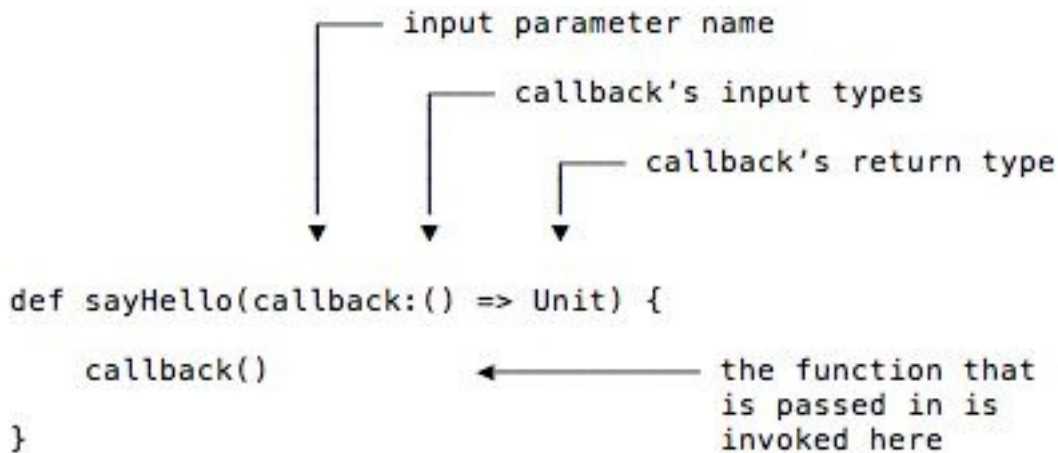 input parameter name
callback’s input types
callback’s return type
def sayHello(callback:() => Unit) {
callback()
the function that
is passed in is
}
invoked here